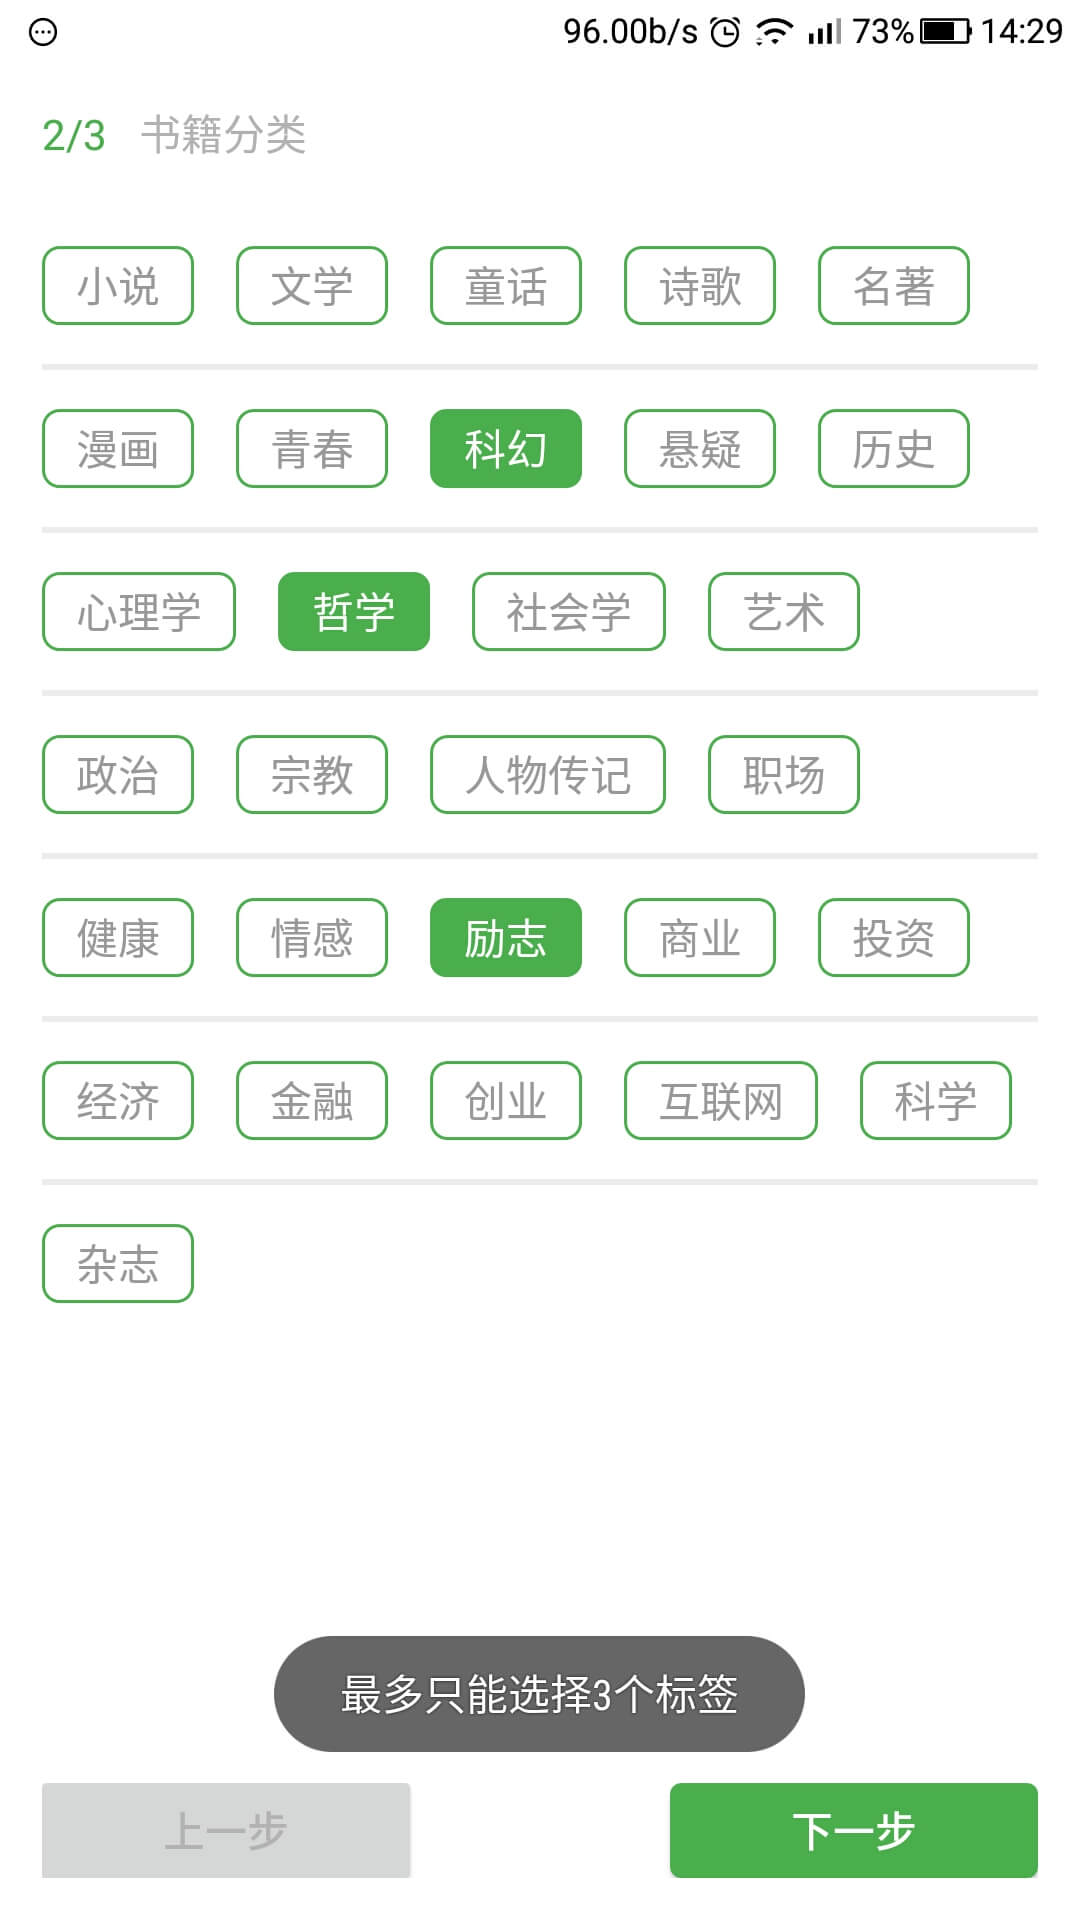 96.00b/s 73% 14:29
2/3 书籍分类
小说 文学 童话 诗歌 名著
漫画 青春 科幻 悬疑 历史
心理学 哲学 社会学 艺术
政治 宗教 人物传记 职场
健康 情感 励志 商业 投资
经济 金融 创业 互联网 科学
杂志
最多只能选择3个标签
上一步 下一步